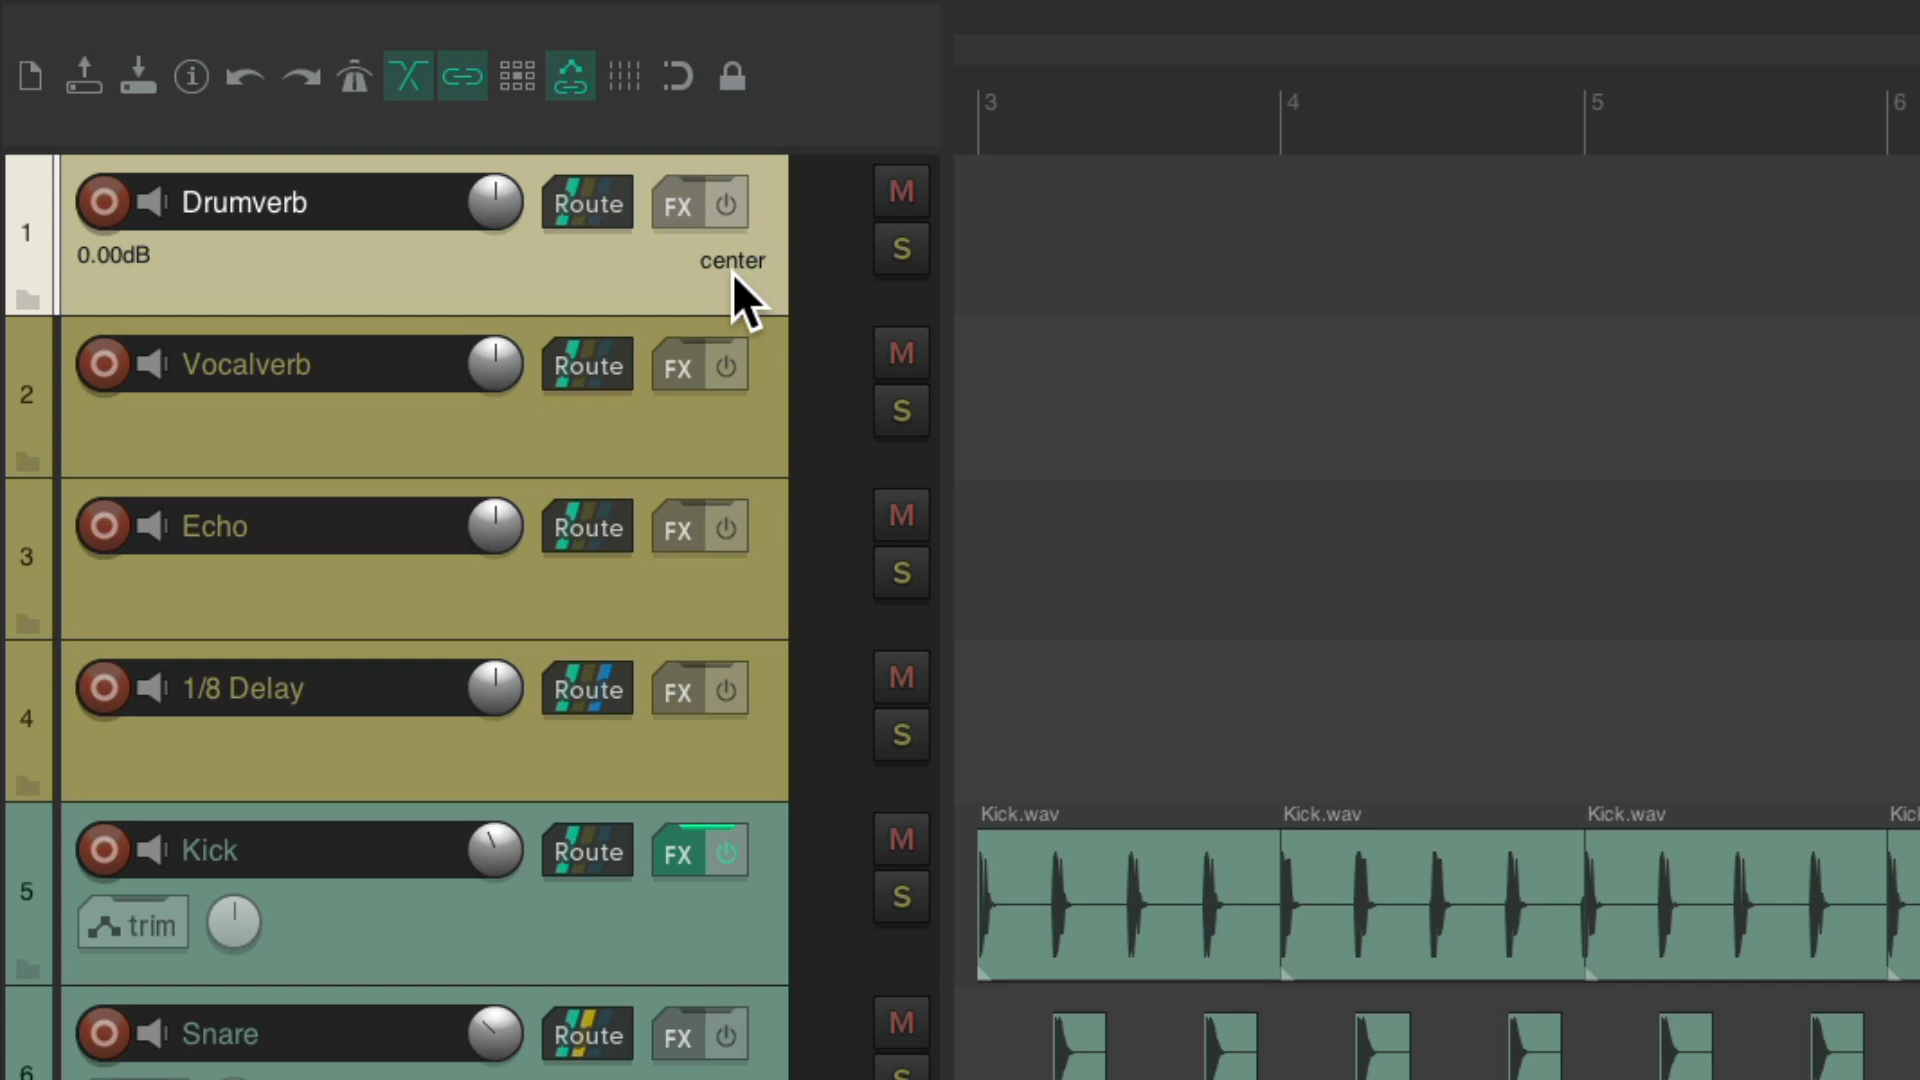 3 4 5 6
1 Drumverb Route FX M
0.00dB center S
2 Vocalverb Route FX M
S
3 Echo Route FX M
S
4 1/8 Delay Route FX M
S
Kick.wav Kick.wav Kick.wav Kic
5 Kick Route FX M
trim S
6 Snare Route FX M
S